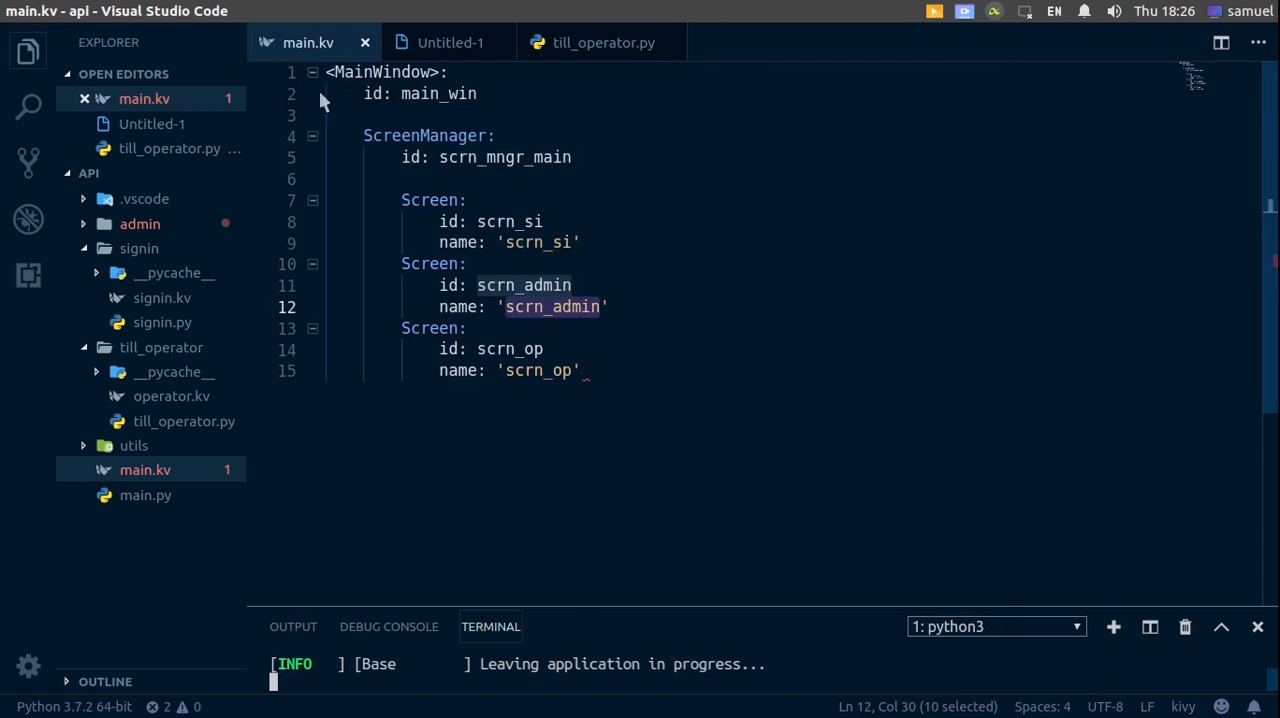 main.kv - api - Visual Studio Code
EN
Thu 18:26
samuel
EXPLORER
OPEN EDITORS
main.kv 1
Untitled-1
till_operator.py ...
API
.vscode
admin
signin
__pycache__
signin.kv
signin.py
till_operator
__pycache__
operator.kv
till_operator.py
utils
main.kv 1
main.py
OUTLINE
main.kv
Untitled-1
till_operator.py
1 <MainWindow>:
2 id: main_win
3
4 ScreenManager:
5 id: scrn_mngr_main
6
7 Screen:
8 id: scrn_si
9 name: 'scrn_si'
10 Screen:
11 id: scrn_admin
12 name: 'scrn_admin'
13 Screen:
14 id: scrn_op
15 name: 'scrn_op'
OUTPUT DEBUG CONSOLE TERMINAL
1: python3
[INFO ] [Base ] Leaving application in progress...
Python 3.7.2 64-bit 2 0 Ln 12, Col 30 (10 selected) Spaces: 4 UTF-8 LF kivy